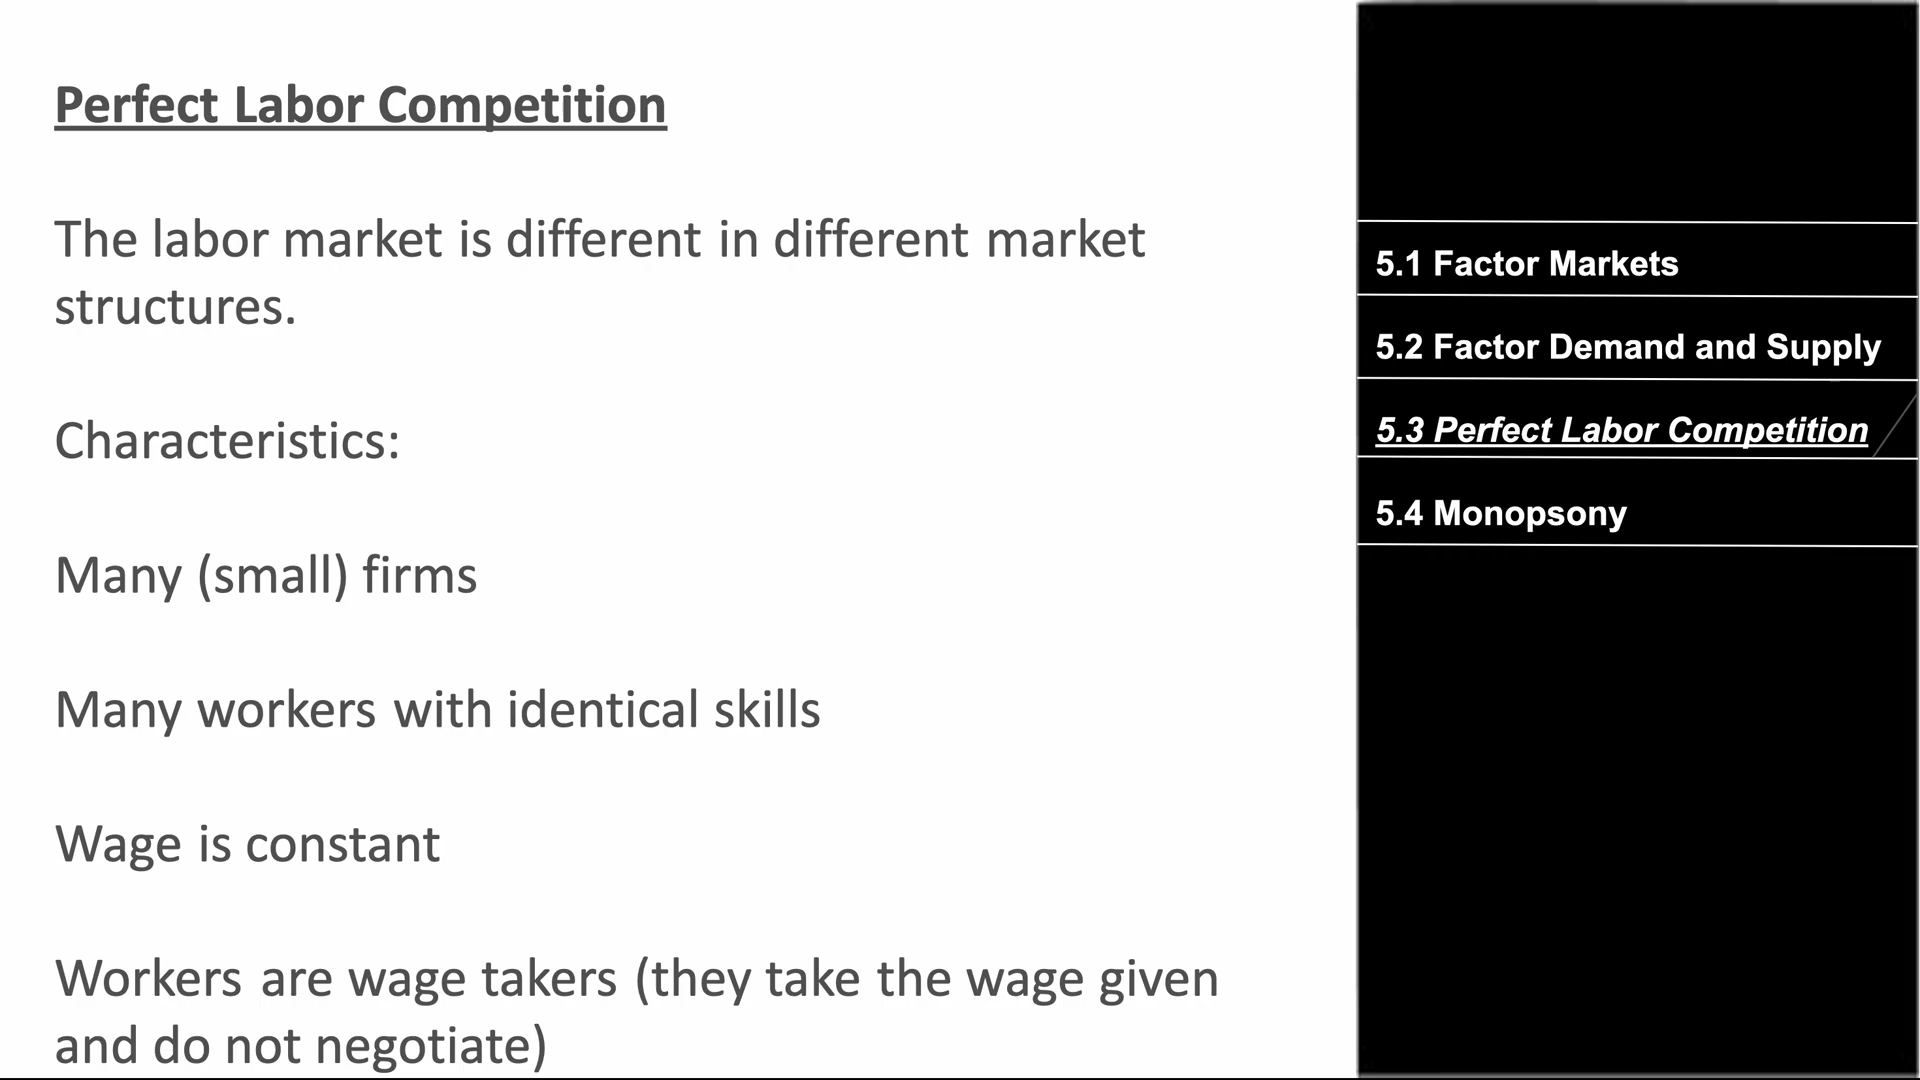 Perfect Labor Competition
The labor market is different in different market
structures.
Characteristics:
Many (small) firms
Many workers with identical skills
Wage is constant
Workers are wage takers (they take the wage given
and do not negotiate)
5.1 Factor Markets
5.2 Factor Demand and Supply
5.3 Perfect Labor Competition
5.4 Monopsony